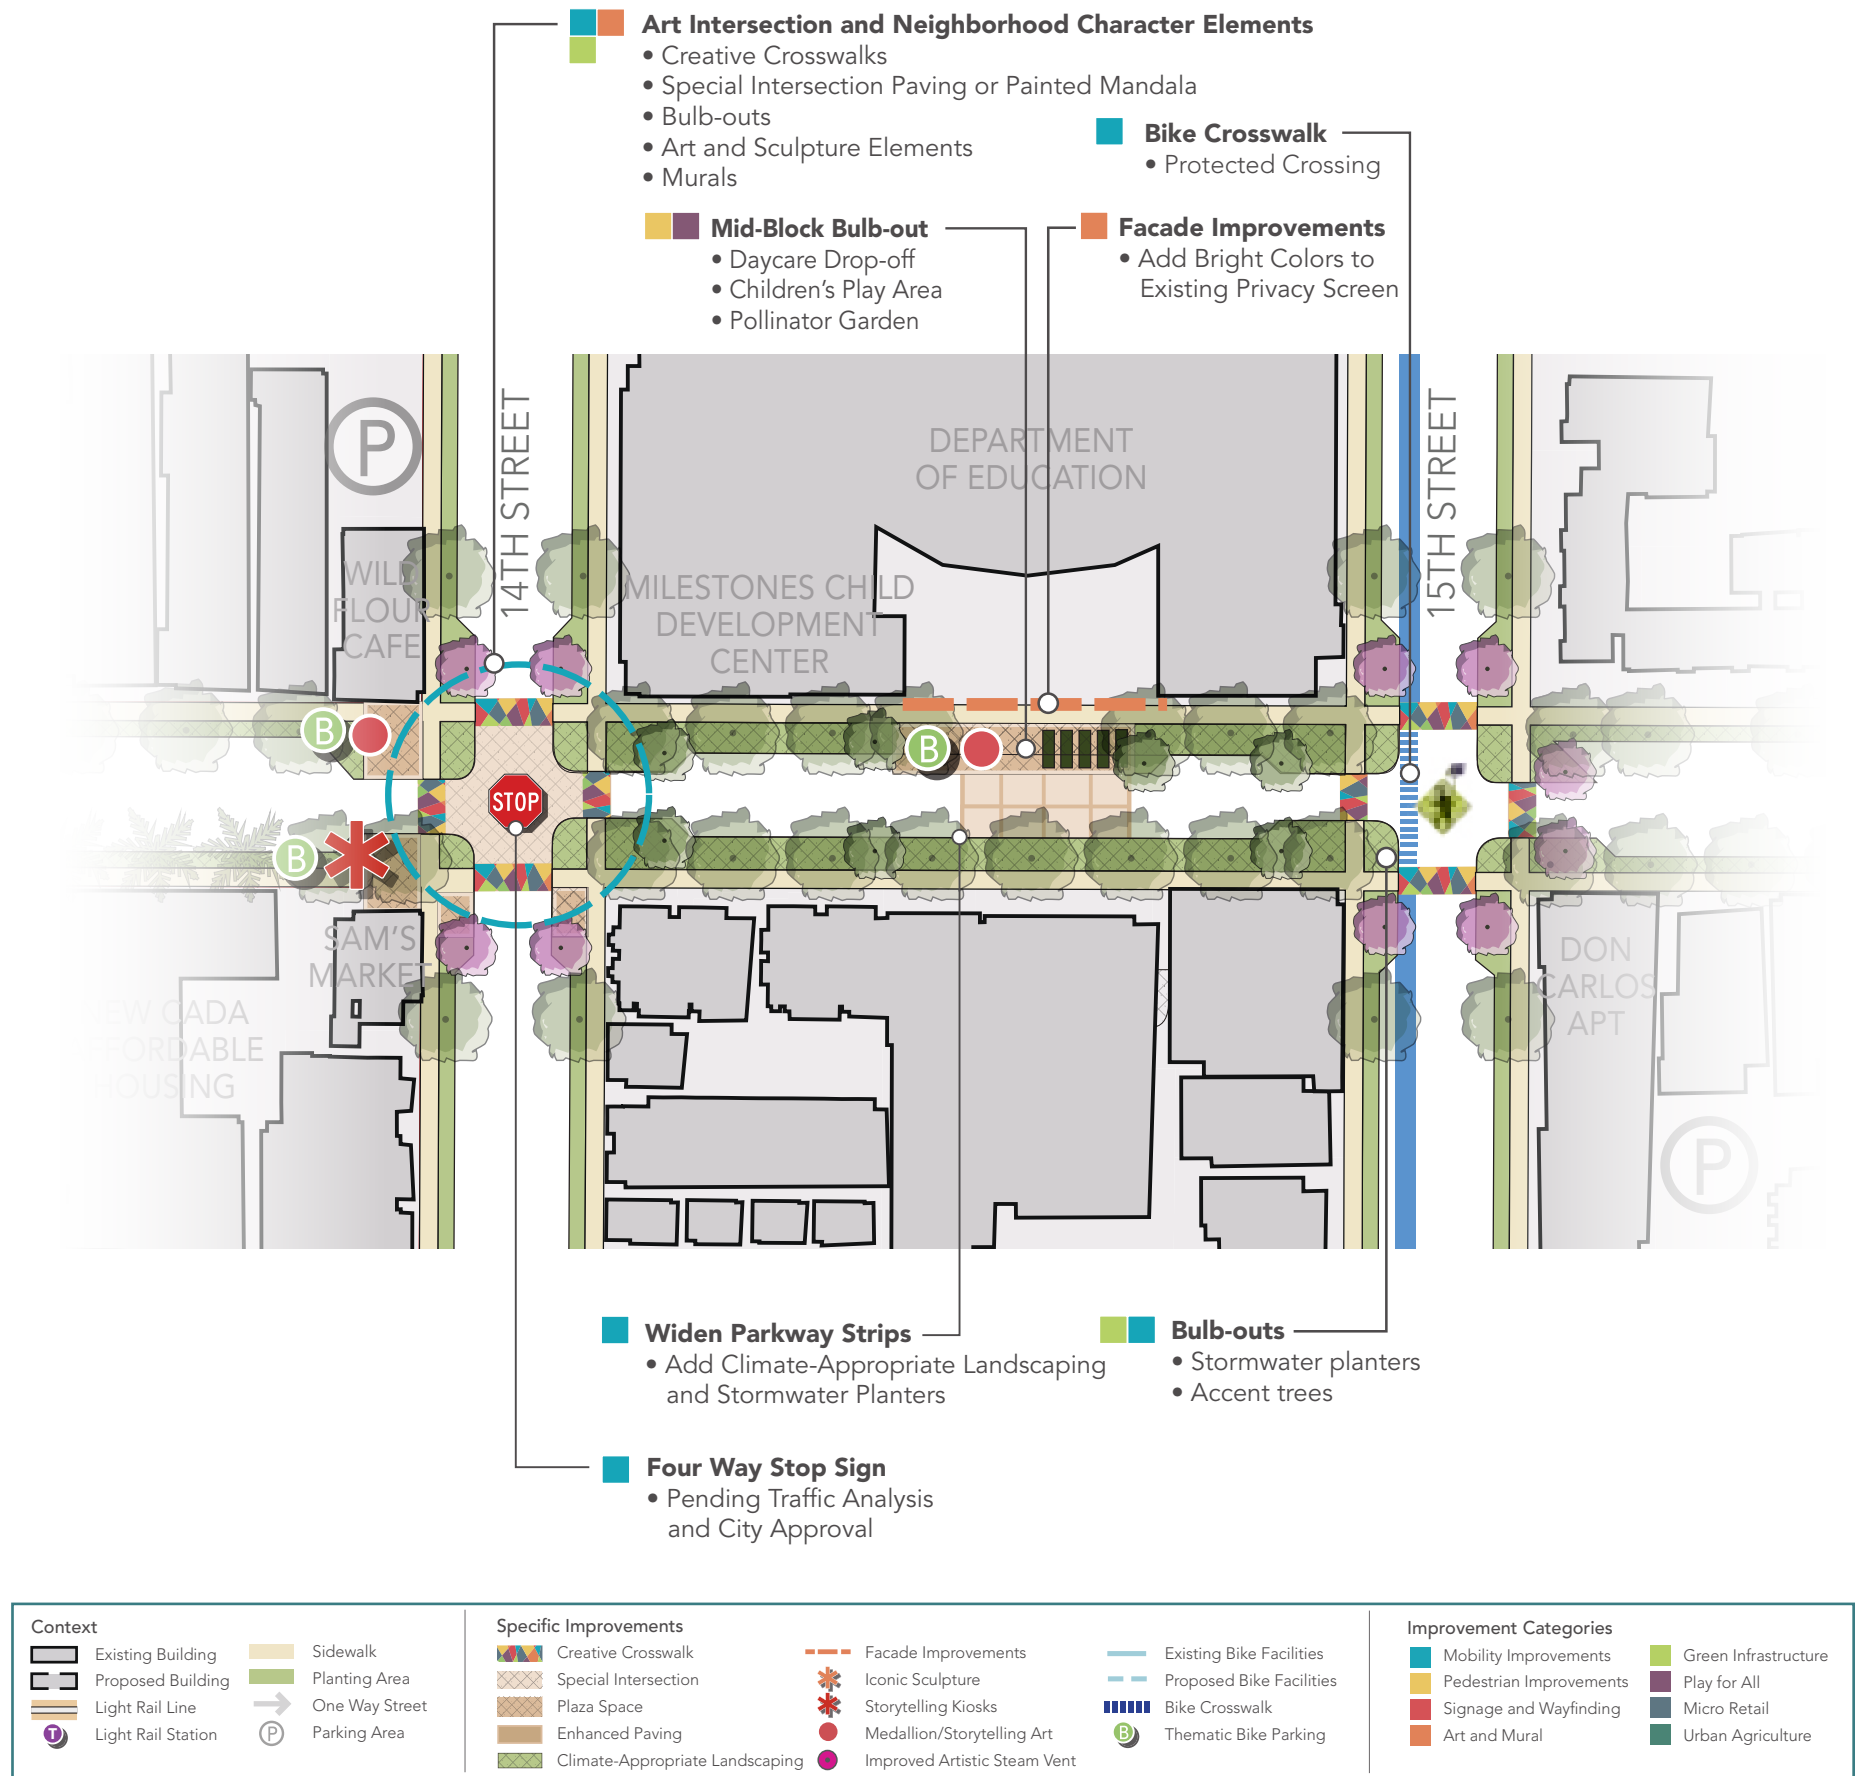 Art Intersection and Neighborhood Character Elements
• Creative Crosswalks
• Special Intersection Paving or Painted Mandala
• Bulb-outs
• Art and Sculpture Elements
• Murals
Bike Crosswalk
• Protected Crossing
Mid-Block Bulb-out
• Daycare Drop-off
• Children's Play Area
• Pollinator Garden
Facade Improvements
• Add Bright Colors to
Existing Privacy Screen
P
14TH STREET
DEPARTMENT
OF EDUCATION
15TH STREET
WILD
FLOUR
CAFE
MILESTONES CHILD
DEVELOPMENT
CENTER
B
B
STOP
B
SAM'S
MARKET
EW CADA
FFORDABLE
HOUSING
DON
CARLOS
APT
P
Widen Parkway Strips
• Add Climate-Appropriate Landscaping
and Stormwater Planters
Bulb-outs
• Stormwater planters
• Accent trees
Four Way Stop Sign
• Pending Traffic Analysis
and City Approval
Context
Existing Building
Proposed Building
Light Rail Line
T Light Rail Station
Sidewalk
Planting Area
One Way Street
P Parking Area
Specific Improvements
Creative Crosswalk
Special Intersection
Plaza Space
Enhanced Paving
Climate-Appropriate Landscaping
Facade Improvements
Iconic Sculpture
Storytelling Kiosks
Medallion/Storytelling Art
Improved Artistic Steam Vent
Existing Bike Facilities
Proposed Bike Facilities
Bike Crosswalk
B Thematic Bike Parking
Improvement Categories
Mobility Improvements
Pedestrian Improvements
Signage and Wayfinding
Art and Mural
Green Infrastructure
Play for All
Micro Retail
Urban Agriculture